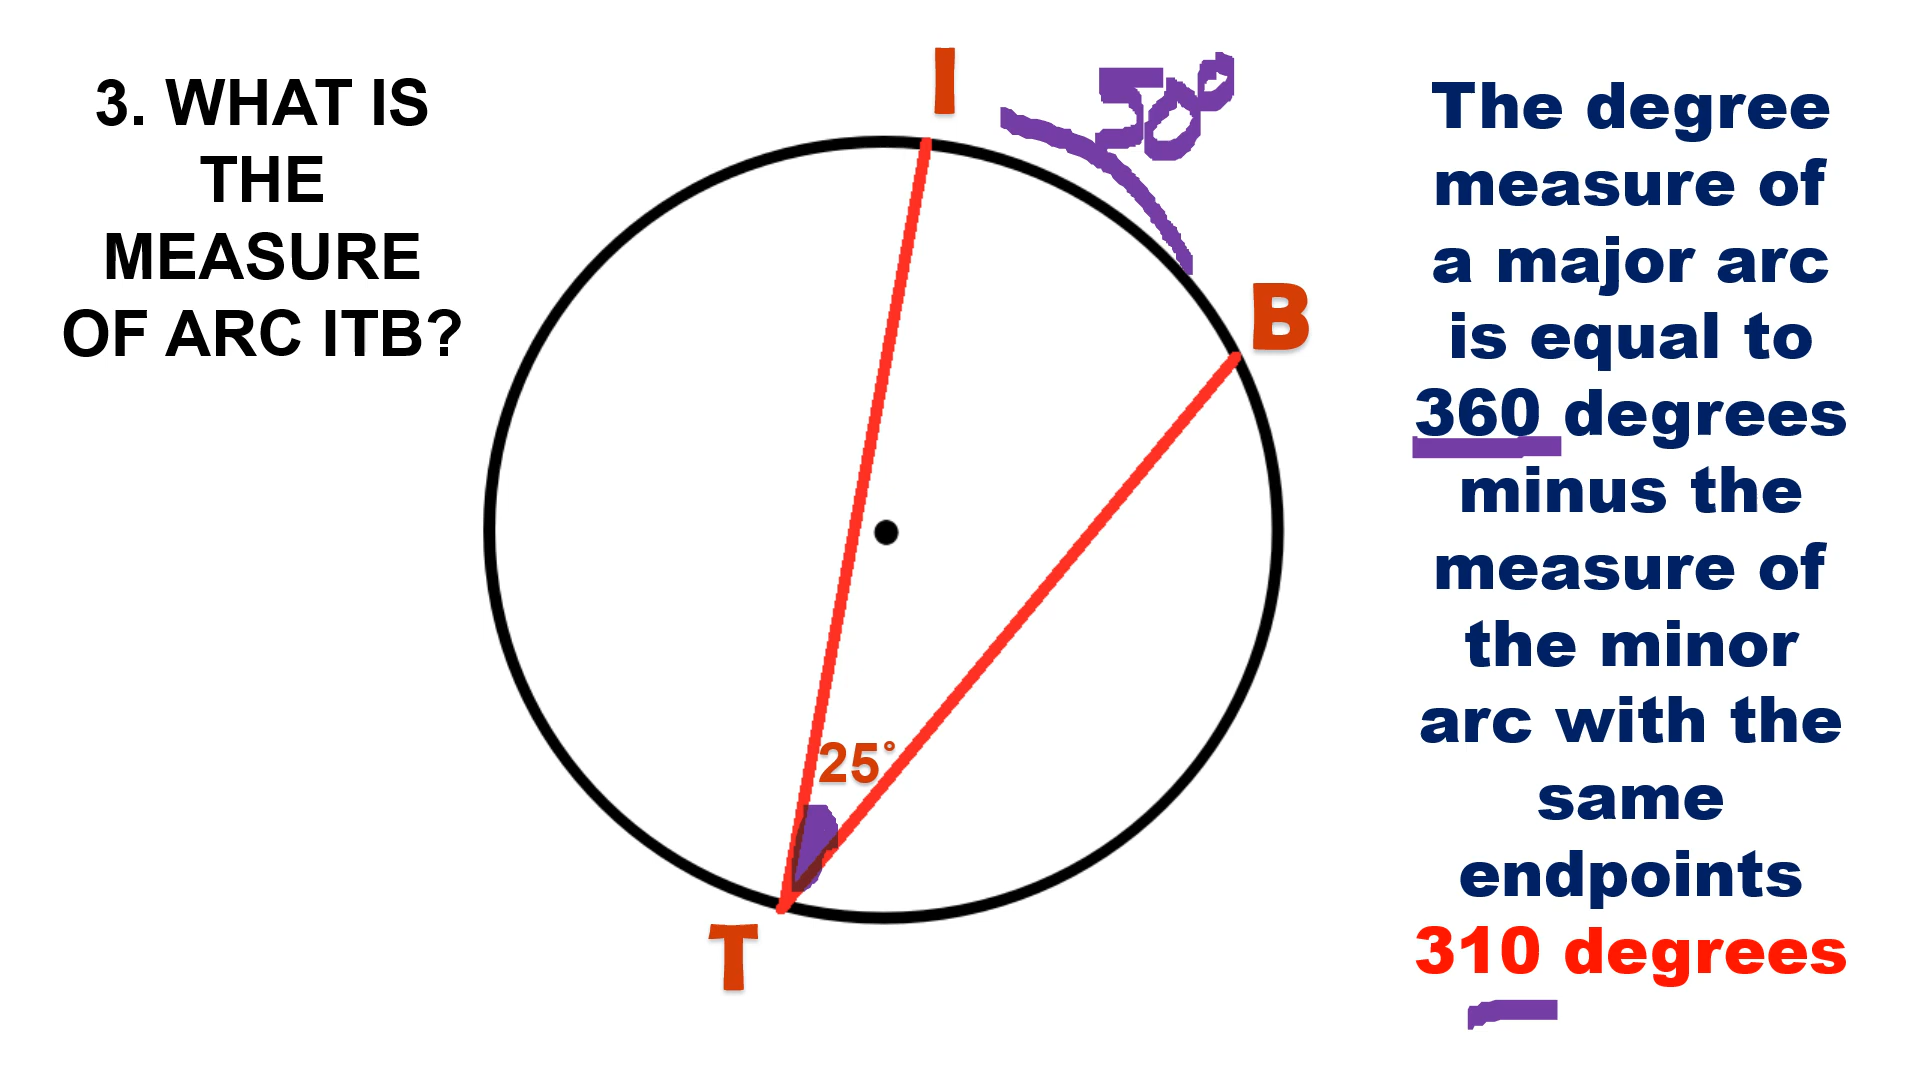 3. WHAT IS
THE
MEASURE
OF ARC ITB?
I
50°
B
25°
T
The degree
measure of
a major arc
is equal to
360 degrees
minus the
measure of
the minor
arc with the
same
endpoints
310 degrees